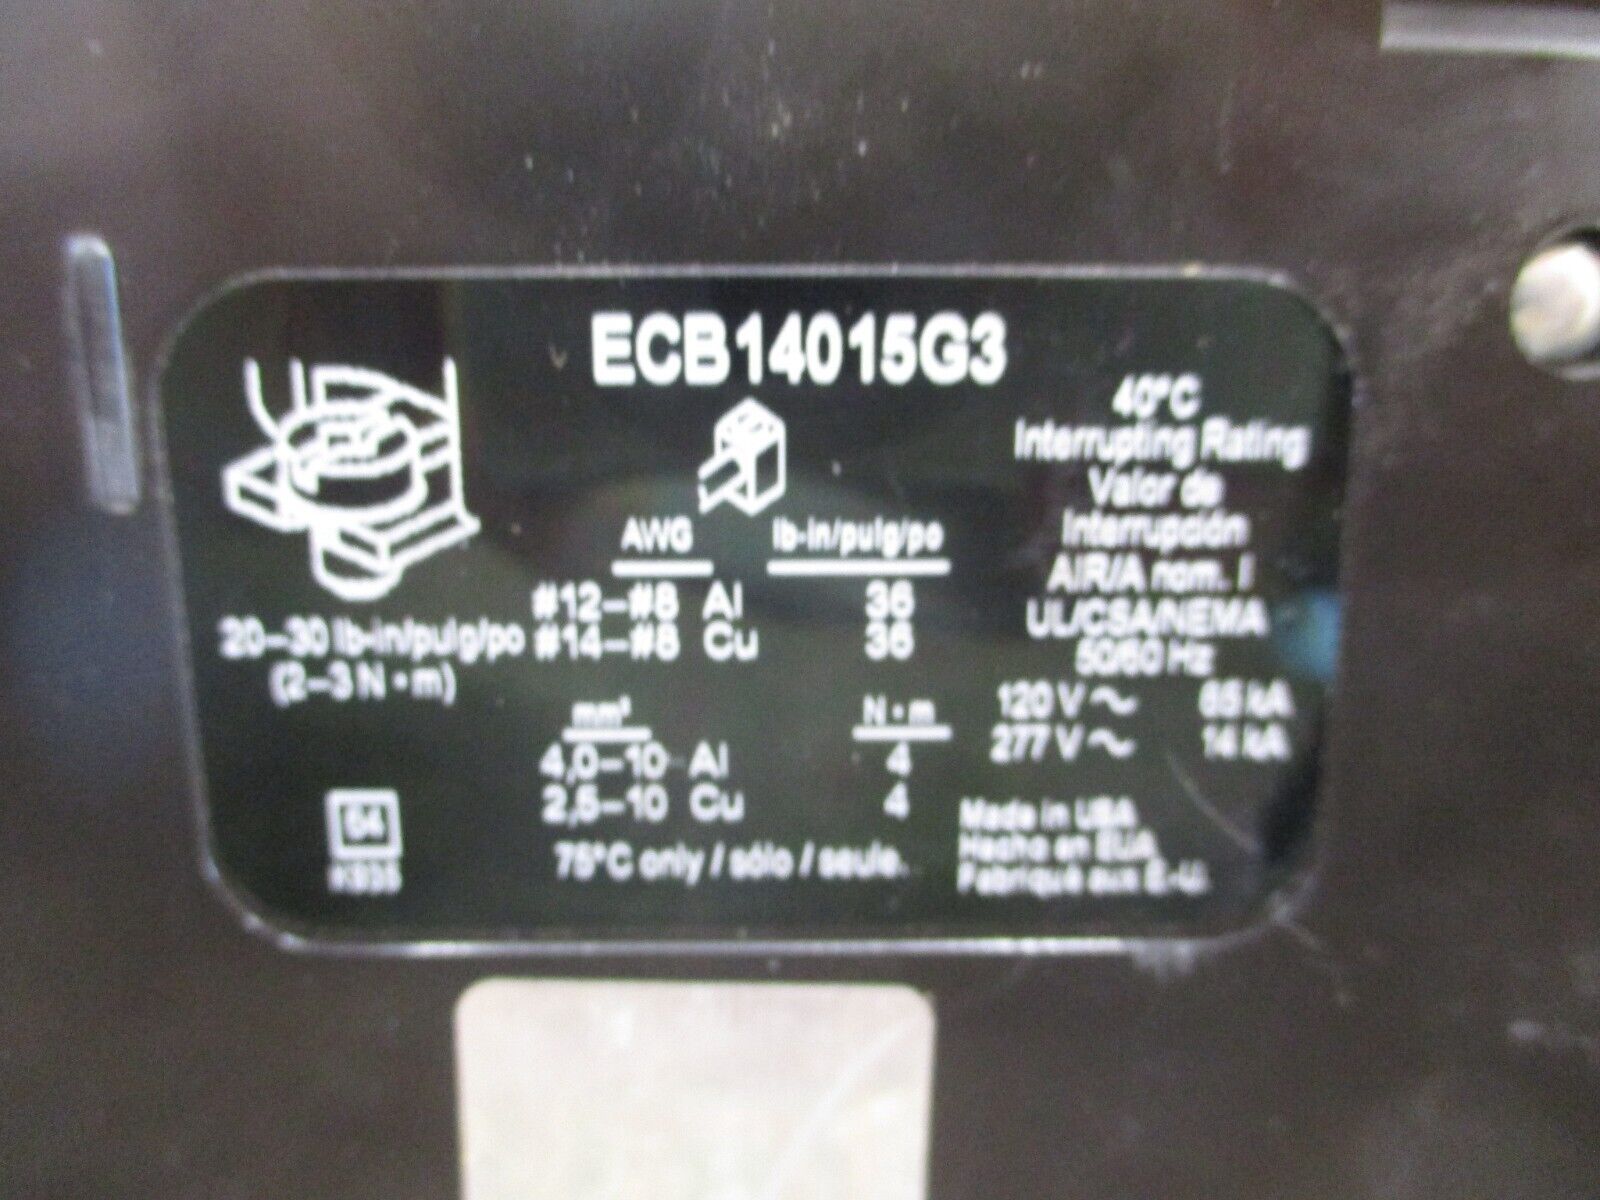 ECB14015G3
20–30 lb-in/pulg/po
(2–3 N • m)
AWG lb-in/pulg/po
#12–#8 Al 36
#14–#8 Cu 36
mm² N • m
4,0–10 Al 4
2,5–10 Cu 4
75°C only / sólo / seule.
40°C
Interrupting Rating
Valor de
Interrupción
AIR/A nom. I
UL/CSA/NEMA
50/60 Hz
120 V ~ 65 kA
277 V ~ 14 kA
Made in USA
Hecho en EUA
Fabriqué aux E.-U.
64